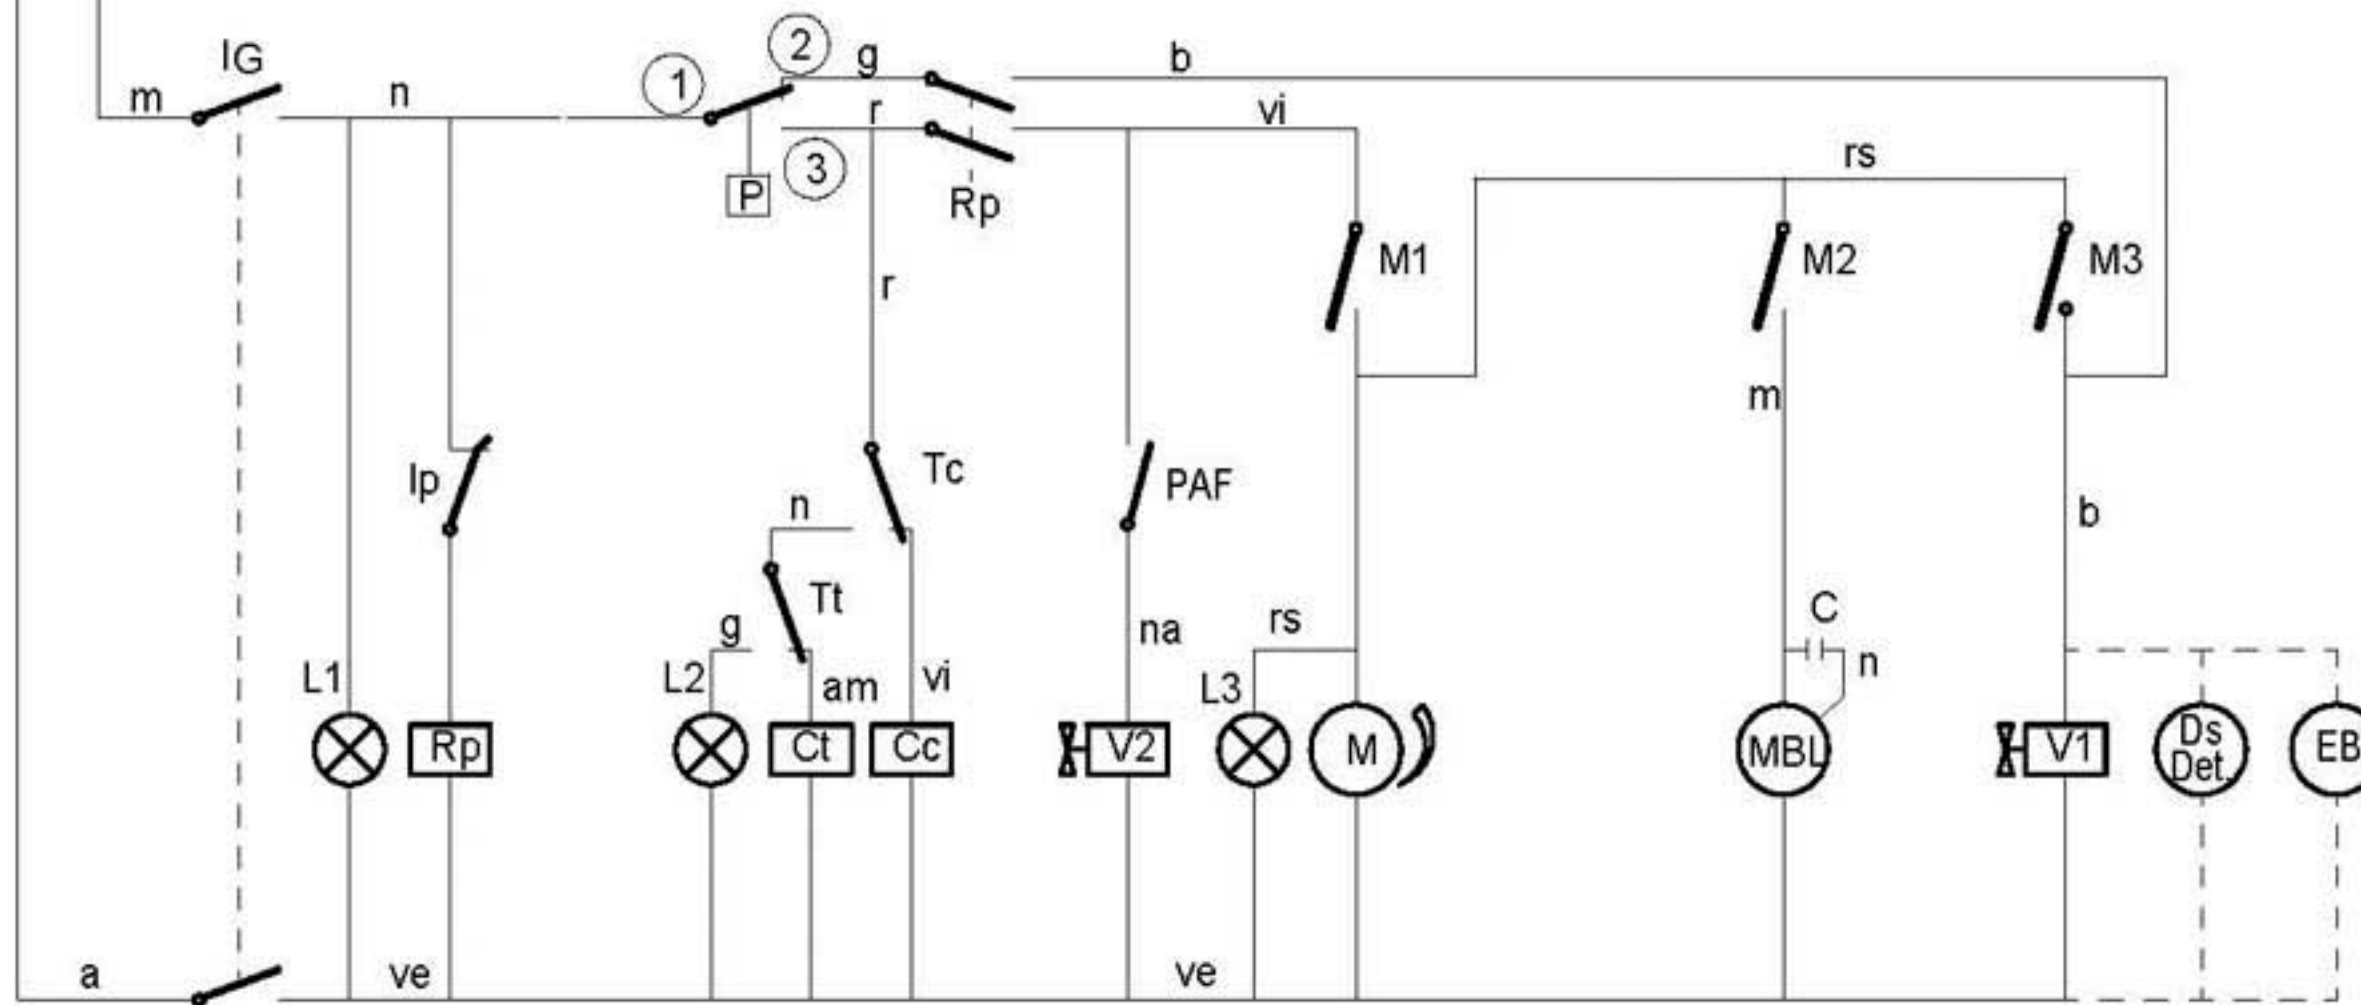 IG
2
g
b
m
n
1
r
vi
3
P
Rp
rs
M1
M2
M3
r
m
Ip
Tc
PAF
n
b
Tt
g
na
rs
C
L1
L2
am
vi
L3
n
Rp
Ct
Cc
V2
M
MBL
V1
Ds
Det.
EB
a
ve
ve